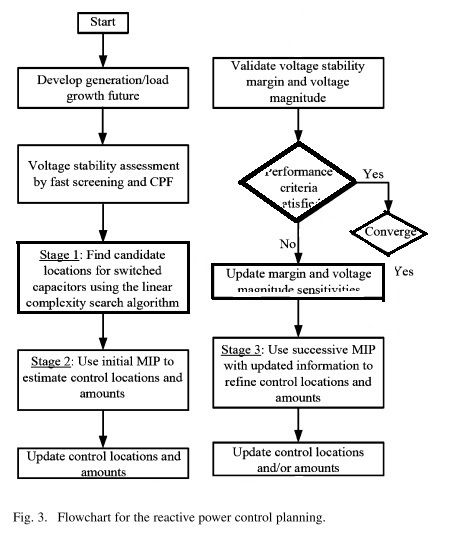 Start
Develop generation/load
growth future
Voltage stability assessment
by fast screening and CPF
Stage 1: Find candidate
locations for switched
capacitors using the linear
complexity search algorithm
Stage 2: Use initial MIP to
estimate control locations and
amounts
Update control locations and
amounts
Validate voltage stability
margin and voltage
magnitude
Performance
criteria
Yes
Converge
No
Yes
Update margin and voltage
magnitude sensitivities
Stage 3: Use successive MIP
with updated information to
refine control locations and
amounts
Update control locations
and/or amounts
Fig. 3. Flowchart for the reactive power control planning.